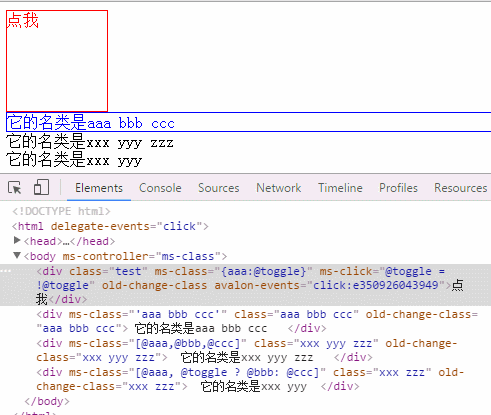 点我
它的名类是aaa bbb ccc
它的名类是xxx yyy zzz
它的名类是xxx yyy
Elements Console Sources Network Timeline Profiles Resources
<!DOCTYPE html>
<html delegate-events="click">
<head>…</head>
<body ms-controller="ms-class">
<div class="test" ms-class="{aaa:@toggle}" ms-click="@toggle =
!@toggle" old-change-class avalon-events="click:e350926043949">点
我</div>
<div ms-class="'aaa bbb ccc'" class="aaa bbb ccc" old-change-class=
"aaa bbb ccc"> 它的名类是aaa bbb ccc </div>
<div ms-class="[@aaa,@bbb,@ccc]" class="xxx yyy zzz" old-
change-class="xxx yyy zzz"> 它的名类是xxx yyy zzz </div>
<div ms-class="[@aaa, @toggle ? @bbb: @ccc]" class="xxx zzz" old-
change-class="xxx zzz"> 它的名类是xxx yyy </div>
</body>